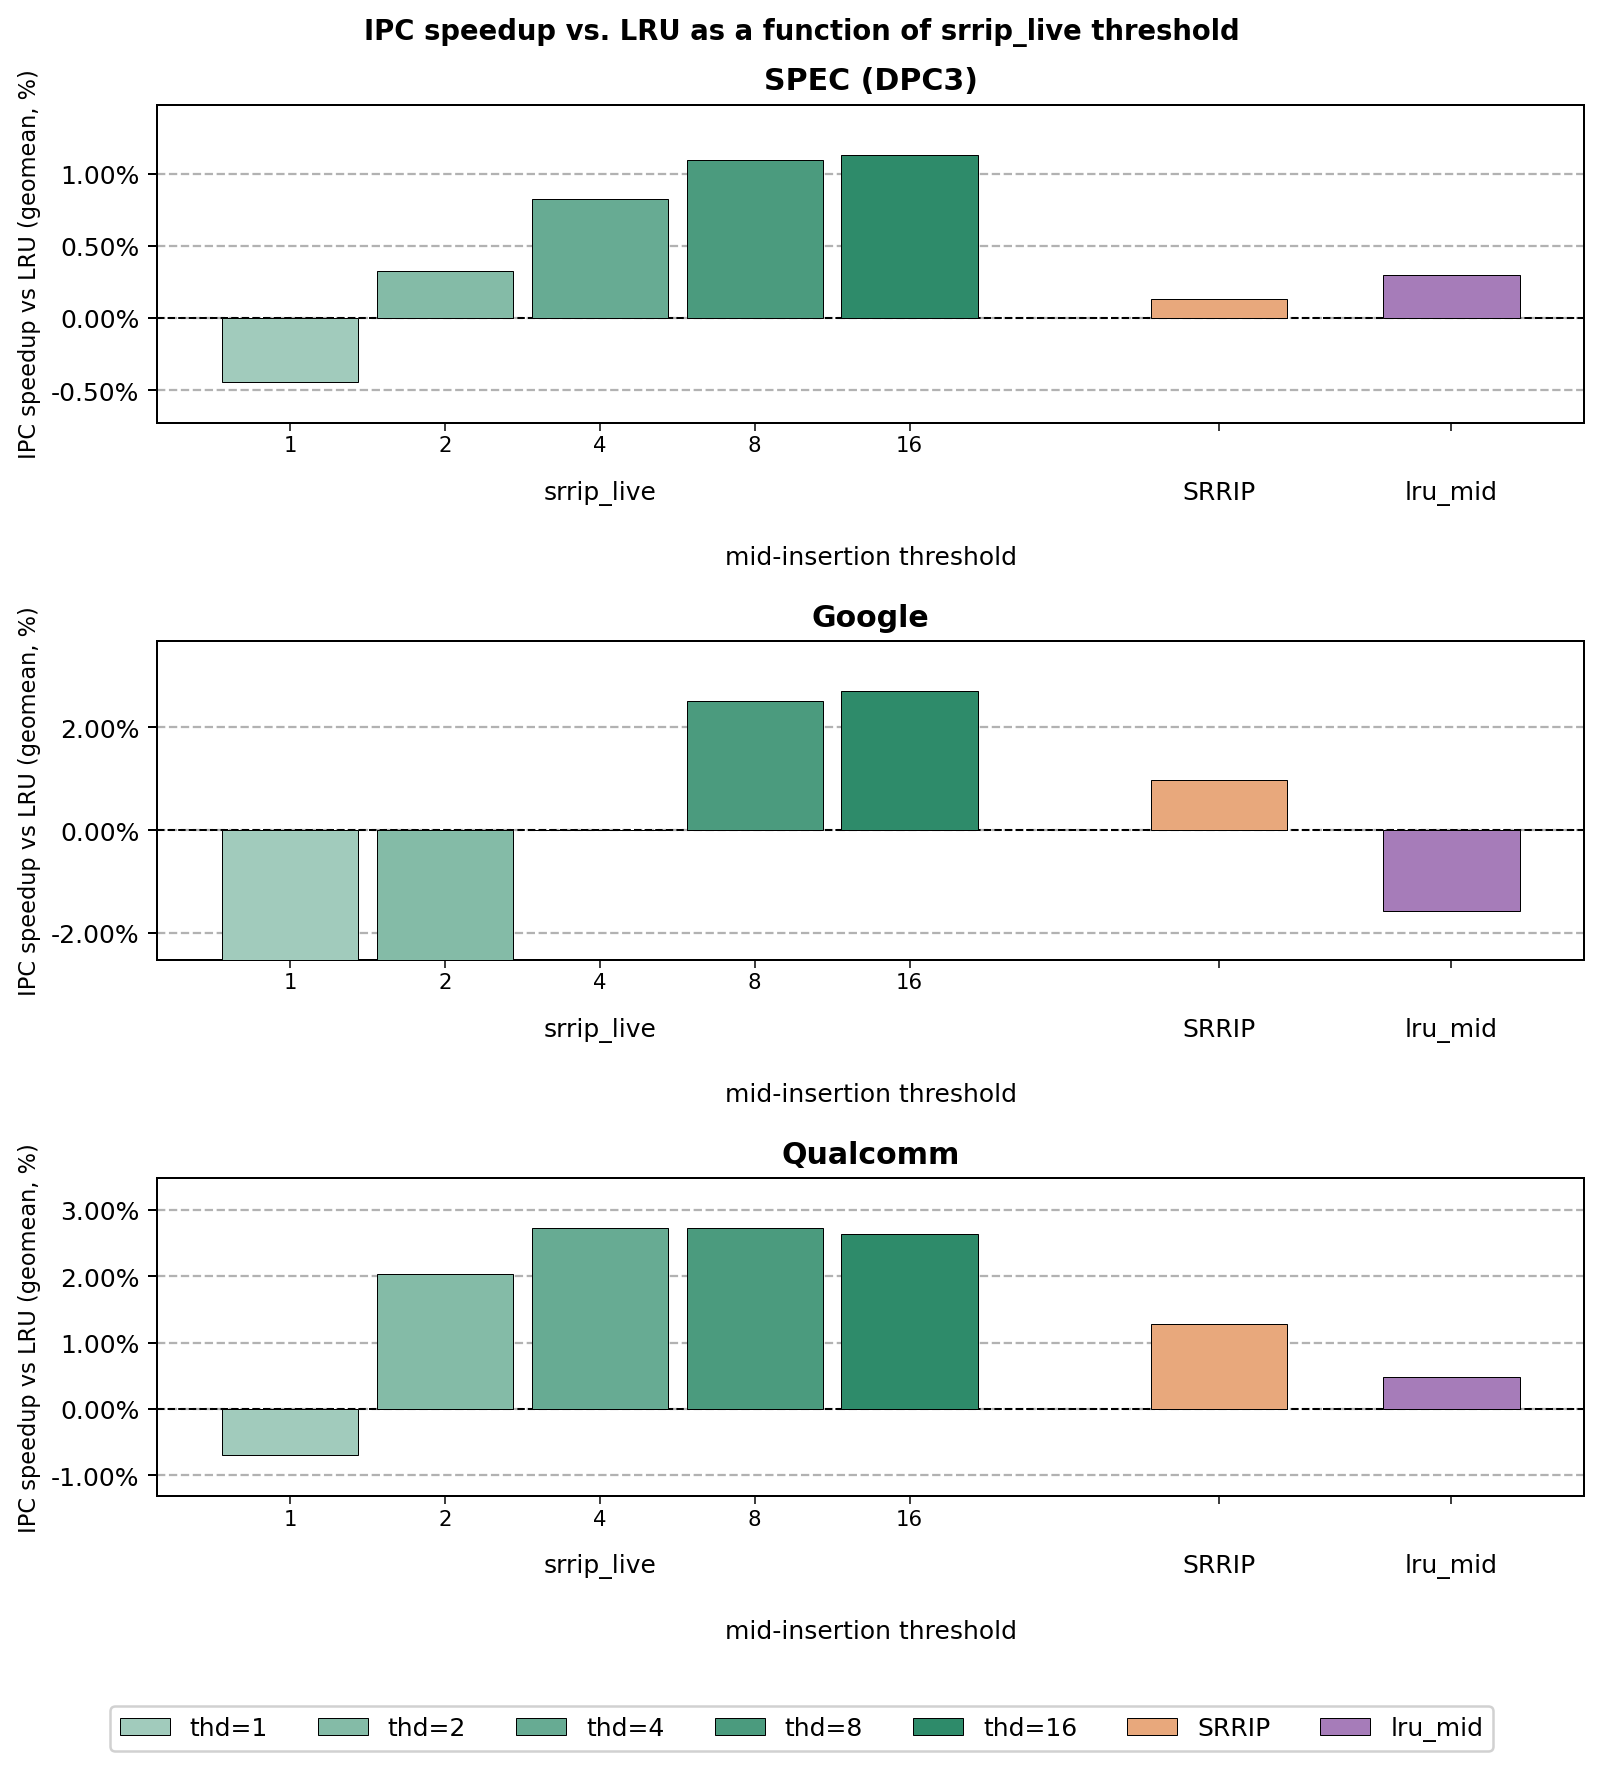 IPC speedup vs. LRU as a function of srrip_live threshold
SPEC (DPC3)
IPC speedup vs LRU (geomean, %)
1.00%
0.50%
0.00%
-0.50%
1 2 4 8 16
srrip_live SRRIP lru_mid
mid-insertion threshold
Google
IPC speedup vs LRU (geomean, %)
2.00%
0.00%
-2.00%
1 2 4 8 16
srrip_live SRRIP lru_mid
mid-insertion threshold
Qualcomm
IPC speedup vs LRU (geomean, %)
3.00%
2.00%
1.00%
0.00%
-1.00%
1 2 4 8 16
srrip_live SRRIP lru_mid
mid-insertion threshold
thd=1 thd=2 thd=4 thd=8 thd=16 SRRIP lru_mid